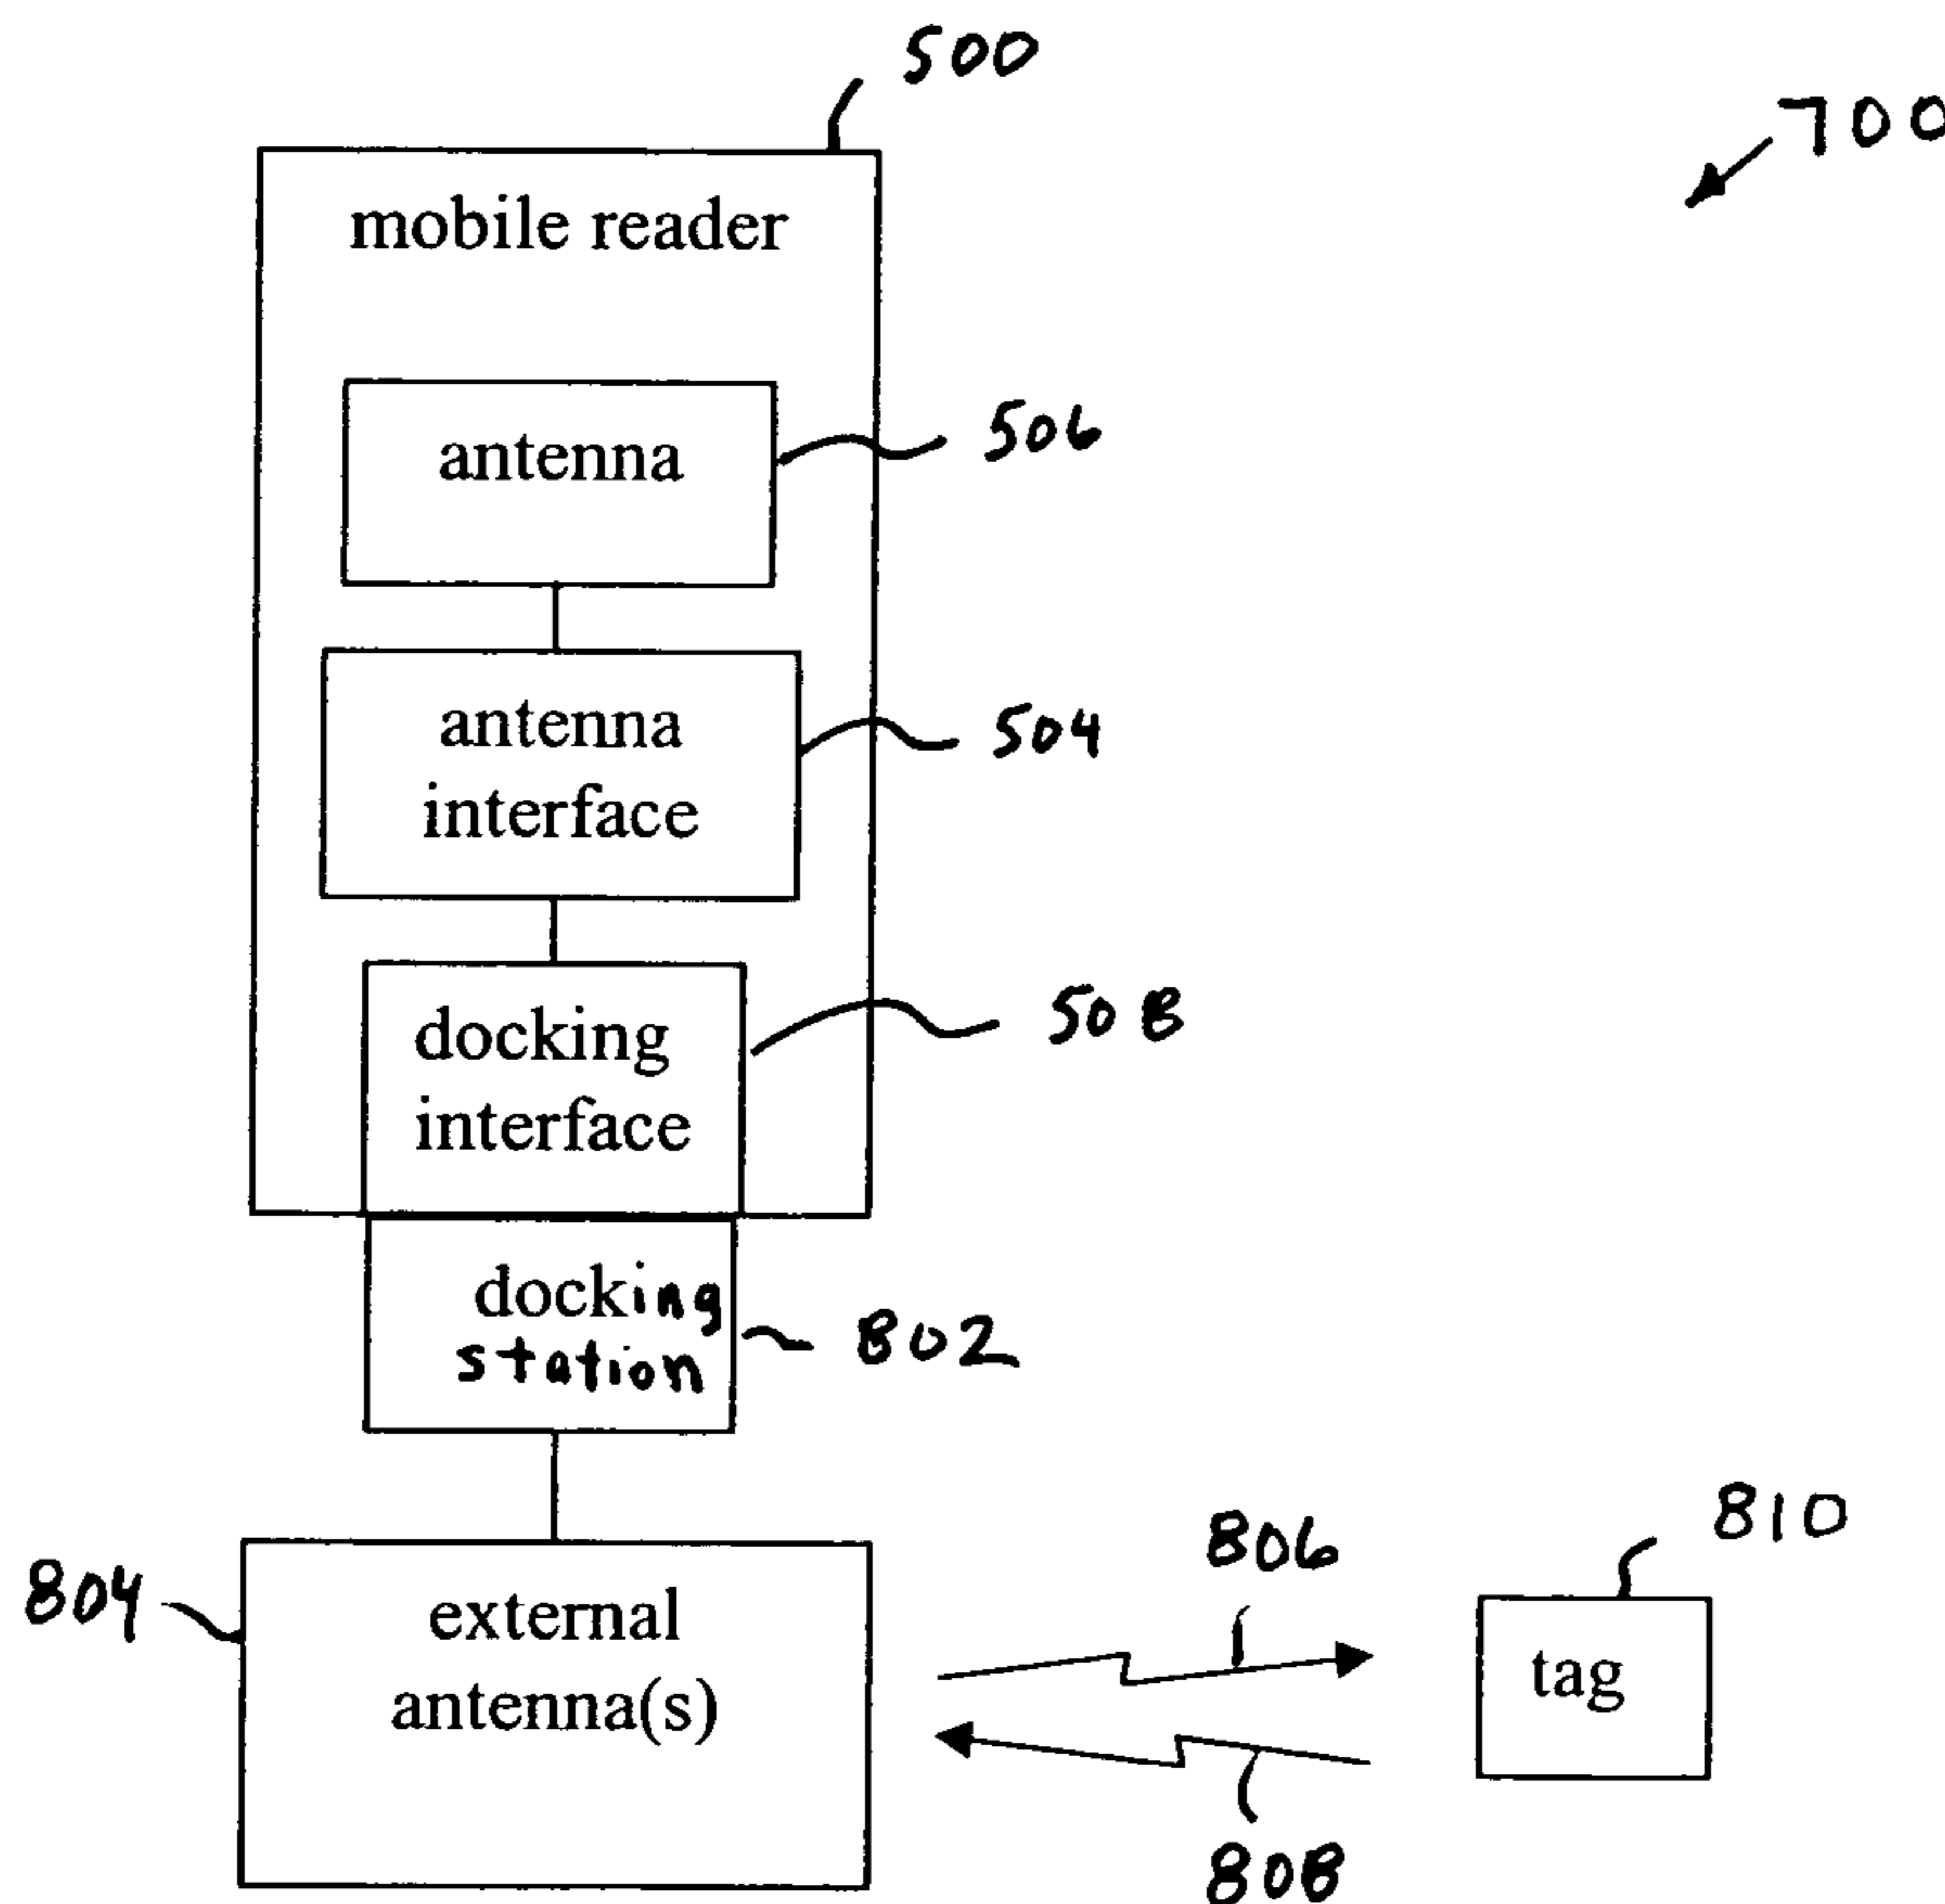 500
700
mobile reader
antenna
506
antenna
interface
504
docking
interface
508
docking
station
802
804
external
antenna(s)
806
810
tag
808